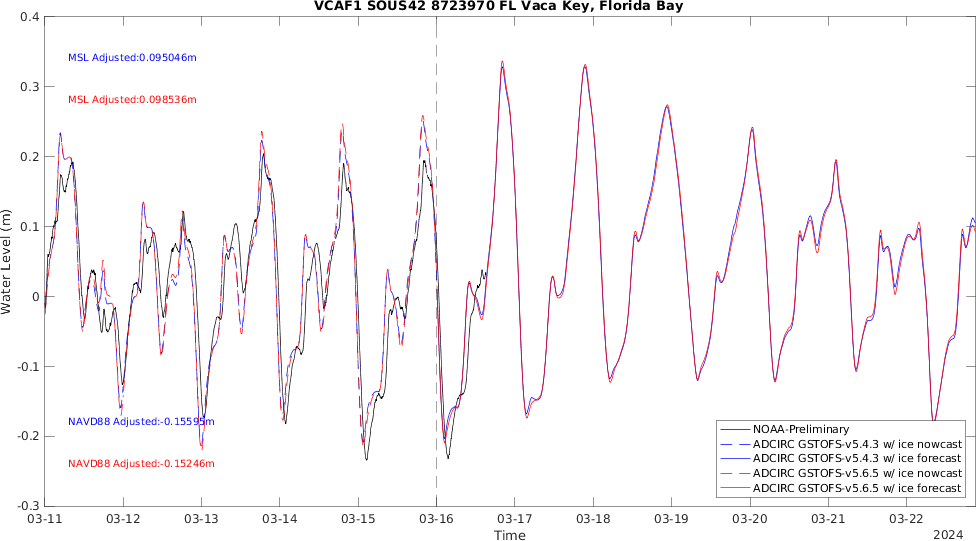 VCAF1 SOUS42 8723970 FL Vaca Key, Florida Bay
0.4
0.3
0.2
0.1
0
-0.1
-0.2
-0.3
Water Level (m)
MSL Adjusted:0.095046m
MSL Adjusted:0.098536m
NAVD88 Adjusted:-0.15595m
NAVD88 Adjusted:-0.15246m
NOAA-Preliminary
ADCIRC GSTOFS-v5.4.3 w/ ice nowcast
ADCIRC GSTOFS-v5.4.3 w/ ice forecast
ADCIRC GSTOFS-v5.6.5 w/ ice nowcast
ADCIRC GSTOFS-v5.6.5 w/ ice forecast
03-11 03-12 03-13 03-14 03-15 03-16 03-17 03-18 03-19 03-20 03-21 03-22
Time
2024